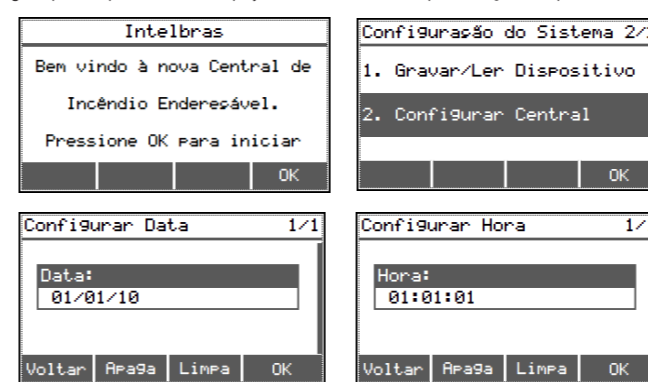 Intelbras
Bem vindo à nova Central de
Incêndio Endereçável.
Pressione OK para iniciar
OK
Configuração do Sistema 2/
1. Gravar/Ler Dispositivo
2. Configurar Central
OK
Configurar Data 1/1
Data:
01/01/10
Voltar Apaga Limpa OK
Configurar Hora 1/
Hora:
01:01:01
Voltar Apaga Limpa OK